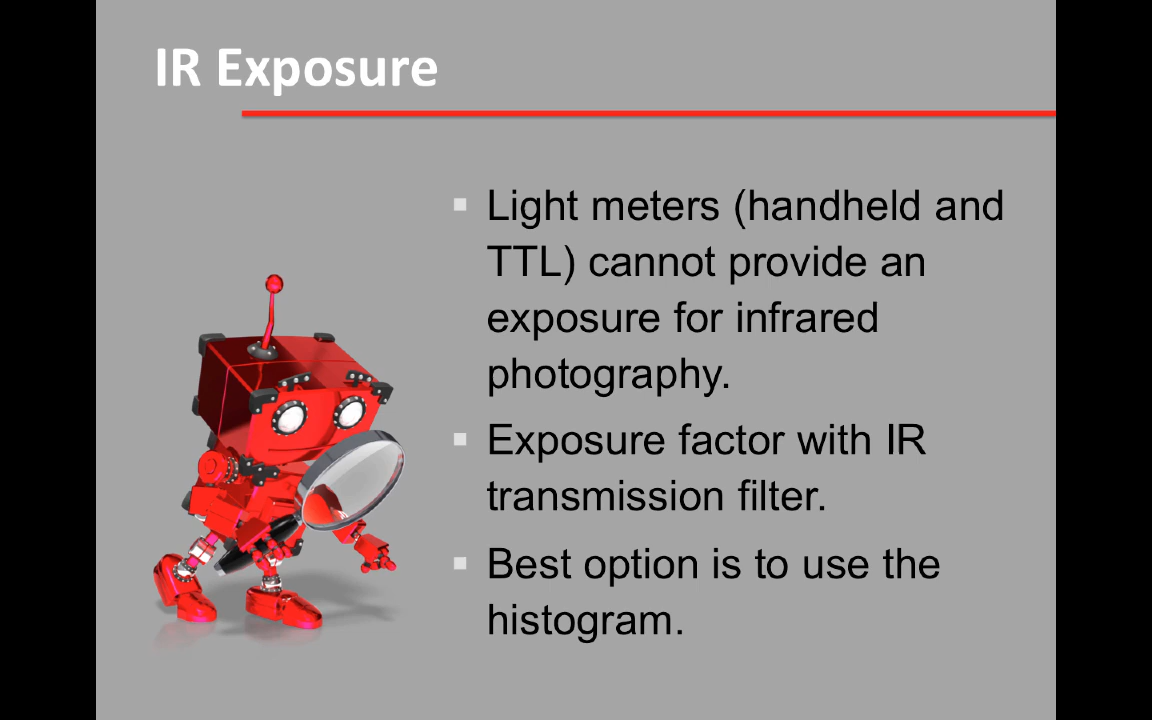 IR Exposure
Light meters (handheld and
TTL) cannot provide an
exposure for infrared
photography.
Exposure factor with IR
transmission filter.
Best option is to use the
histogram.